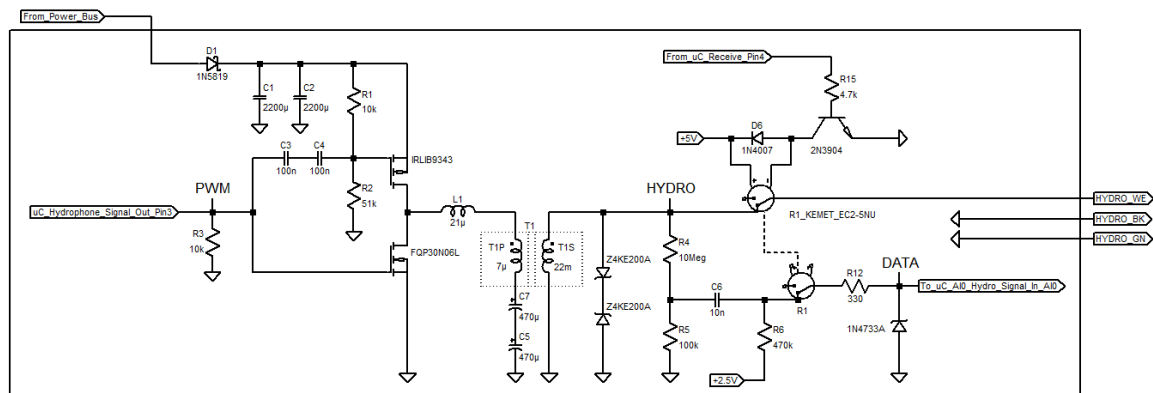 From_Power_Bus
D1
1N5819
From_uC_Receive_Pin4
C1
2200µ
C2
2200µ
R1
10k
R15
4.7k
D6
+5V
1N4007
2N3904
C3
100n
C4
100n
IRLIB9343
PWM
R2
51k
HYDRO
uC_Hydrophone_Signal_Out_Pin3
L1
21µ
HYDRO_WE
R1_KEMET_EC2-5NU
HYDRO_BK
HYDRO_GN
R3
10k
FQP30N06L
T1
T1P
7µ
T1S
22m
Z4KE200A
R4
10Meg
DATA
R12
330
To_uC_AI0_Hydro_Signal_In_AI0
C7
470µ
Z4KE200A
C6
10n
R1
1N4733A
C5
470µ
R5
100k
R6
470k
+2.5V